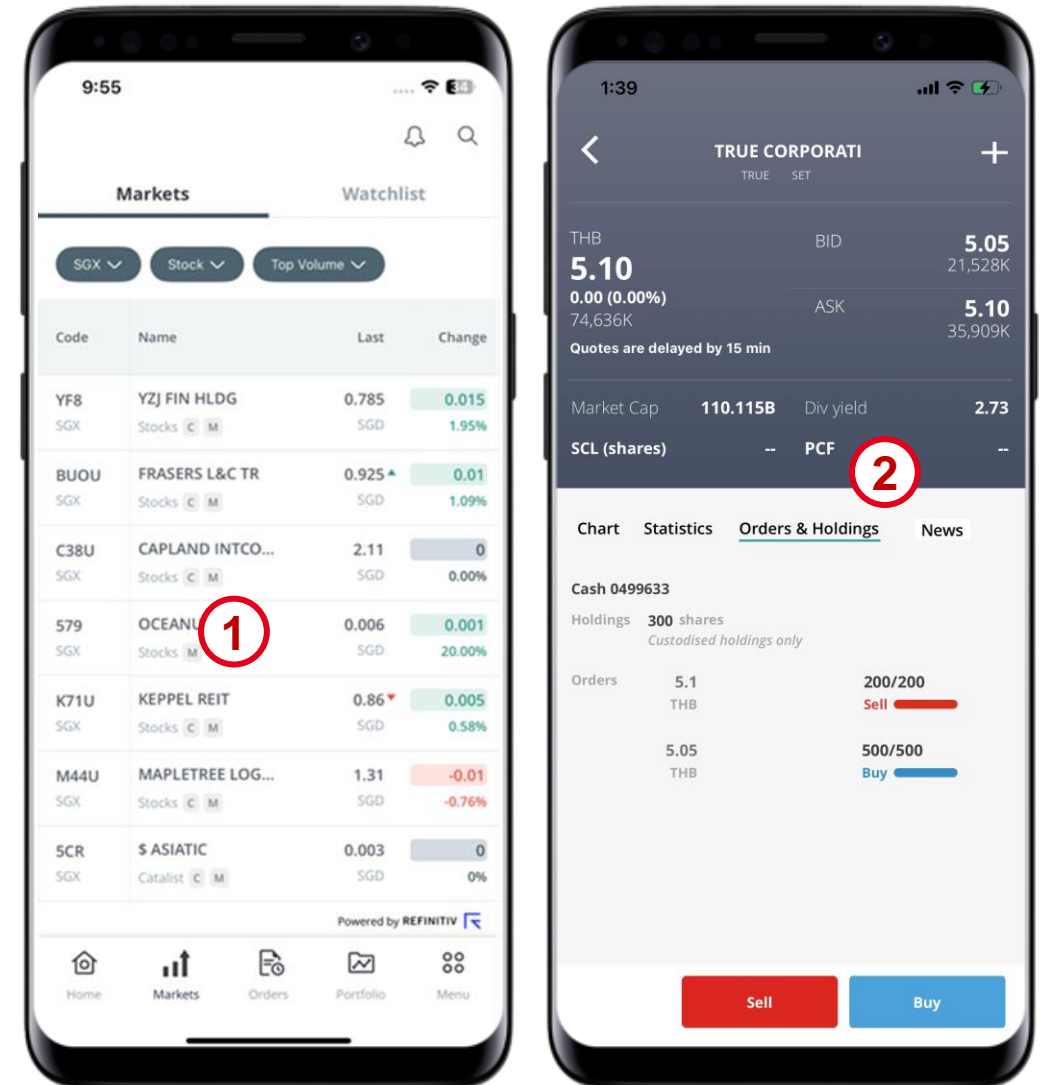 9:55
34
Markets Watchlist
SGX Stock Top Volume
Code Name Last Change
YF8 YZJ FIN HLDG 0.785 0.015
SGX Stocks C M SGD 1.95%
BUOU FRASERS L&C TR 0.925 0.01
SGX Stocks C M SGD 1.09%
C38U CAPLAND INTCO... 2.11 0
SGX Stocks C M SGD 0.00%
579 OCEANU 0.006 0.001
SGX Stocks M SGD 20.00%
1
K71U KEPPEL REIT 0.86 0.005
SGX Stocks C M SGD 0.58%
M44U MAPLETREE LOG... 1.31 -0.01
SGX Stocks C M SGD -0.76%
5CR $ ASIATIC 0.003 0
SGX Catalist C M SGD 0%
Powered by REFINITIV
Home Markets Orders Portfolio Menu
1:39
TRUE CORPORATI
TRUE SET
THB BID 5.05
5.10 21,528K
0.00 (0.00%) ASK 5.10
74,636K 35,909K
Quotes are delayed by 15 min
Market Cap 110.115B Div yield 2.73
SCL (shares) -- PCF --
2
Chart Statistics Orders & Holdings News
Cash 0499633
Holdings 300 shares
Custodised holdings only
Orders 5.1 200/200
THB Sell
5.05 500/500
THB Buy
Sell Buy